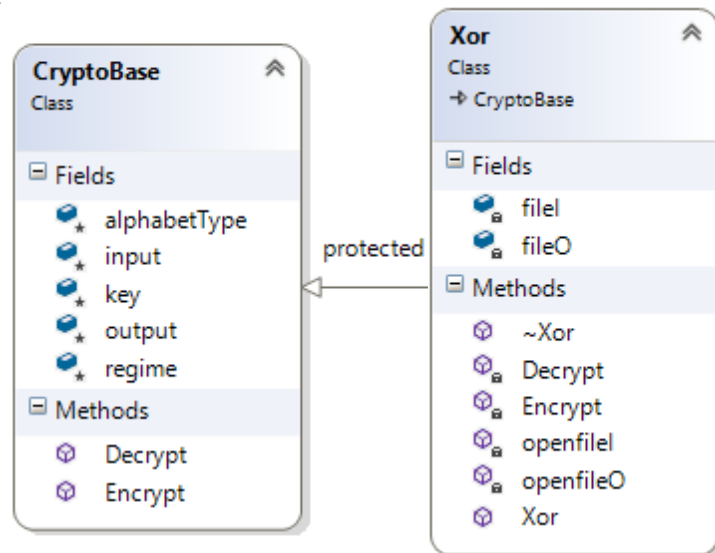 CryptoBase
Class
Fields
alphabetType
input
key
output
regime
Methods
Decrypt
Encrypt
protected
Xor
Class
CryptoBase
Fields
fileI
fileO
Methods
~Xor
Decrypt
Encrypt
openfileI
openfileO
Xor